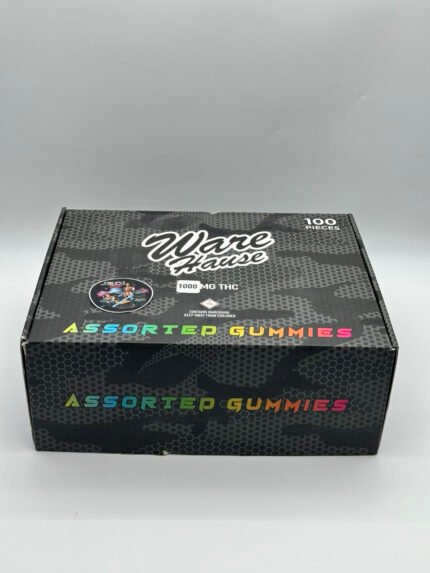 100
PIECES
Ware
Hause
1000 MG THC
CONTAINS MARIJUANA
KEEP AWAY FROM CHILDREN
ASSORTED GUMMIES
ASSORTED GUMMIES